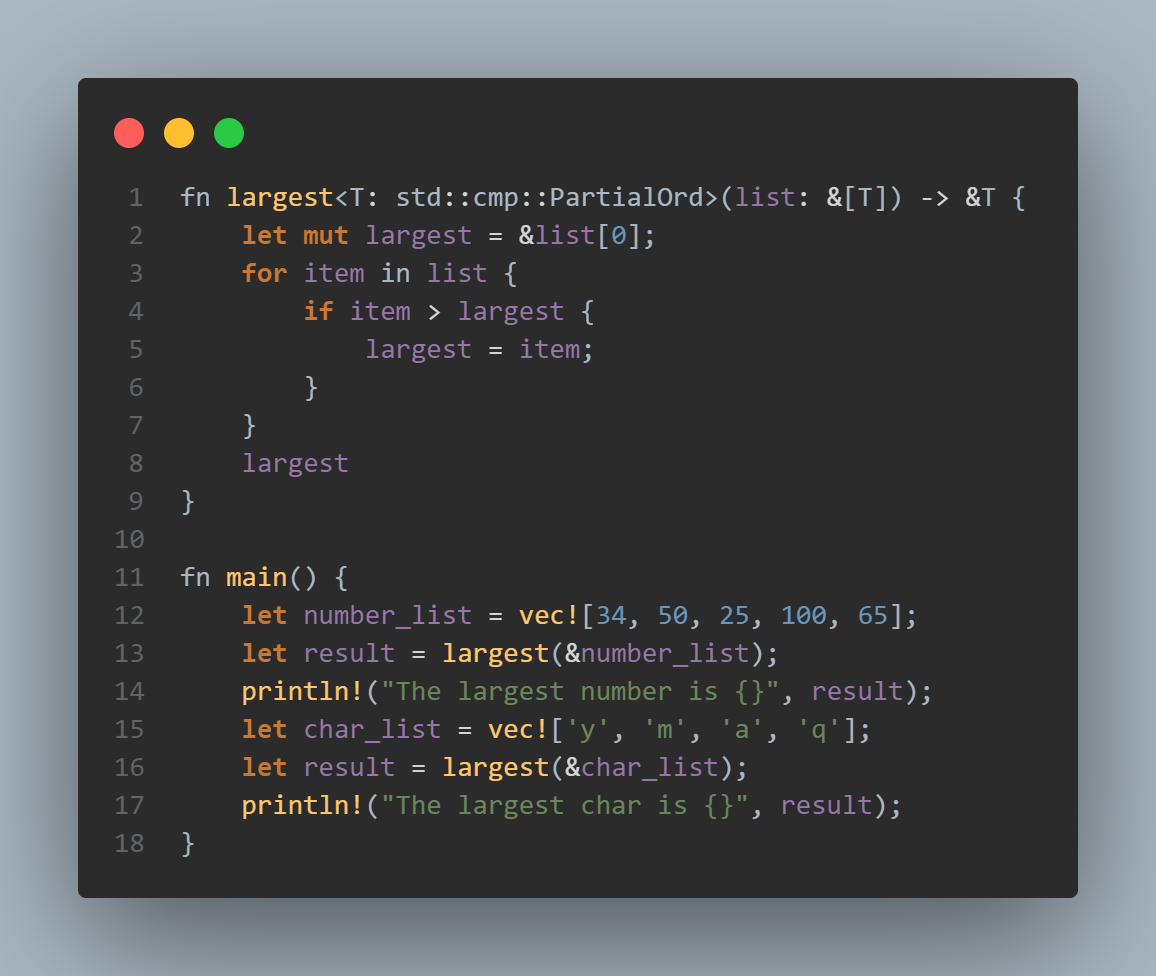 1 fn largest<T: std::cmp::PartialOrd>(list: &[T]) -> &T {
2     let mut largest = &list[0];
3     for item in list {
4         if item > largest {
5             largest = item;
6         }
7     }
8     largest
9 }
10
11 fn main() {
12     let number_list = vec![34, 50, 25, 100, 65];
13     let result = largest(&number_list);
14     println!("The largest number is {}", result);
15     let char_list = vec!['y', 'm', 'a', 'q'];
16     let result = largest(&char_list);
17     println!("The largest char is {}", result);
18 }